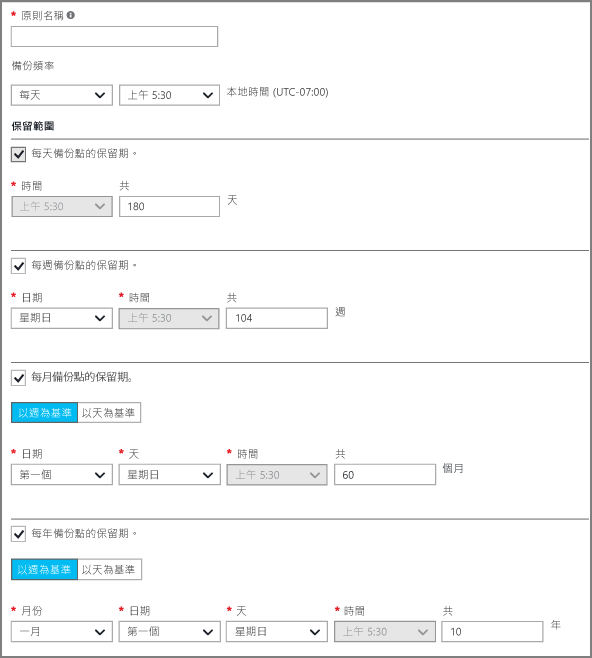 * 原則名稱
備份頻率
每天 上午 5:30 本地時間 (UTC-07:00)
保留範圍
每天備份點的保留期。
* 時間 共
上午 5:30 180 天
每週備份點的保留期。
* 日期 * 時間 共
星期日 上午 5:30 104 週
每月備份點的保留期。
以週為基準 以天為基準
* 日期 * 天 * 時間 共
第一個 星期日 上午 5:30 60 個月
每年備份點的保留期。
以週為基準 以天為基準
* 月份 * 日期 * 天 * 時間 共
一月 第一個 星期日 上午 5:30 10 年